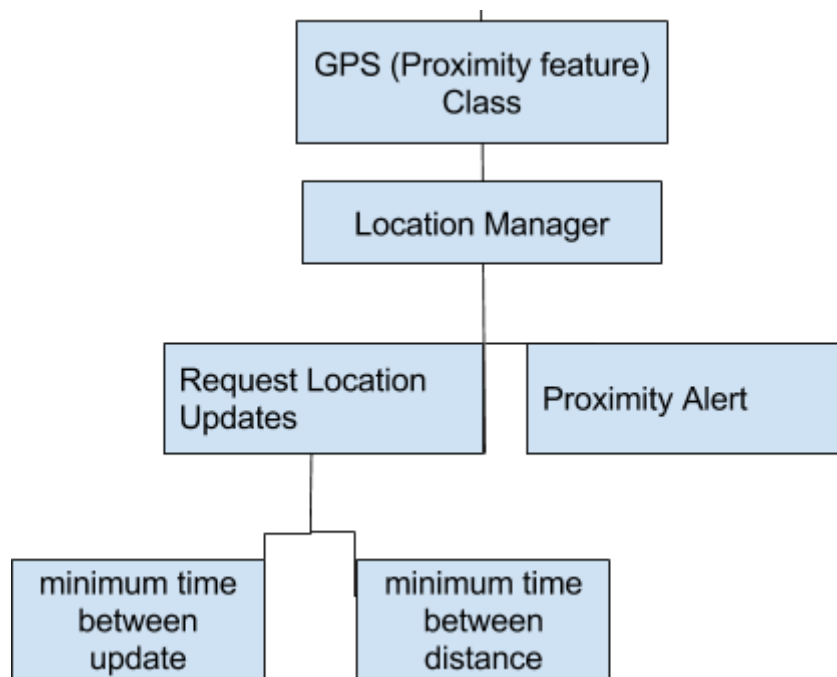 GPS (Proximity feature)
Class
Location Manager
Request Location
Updates
Proximity Alert
minimum time
between
update
minimum time
between
distance